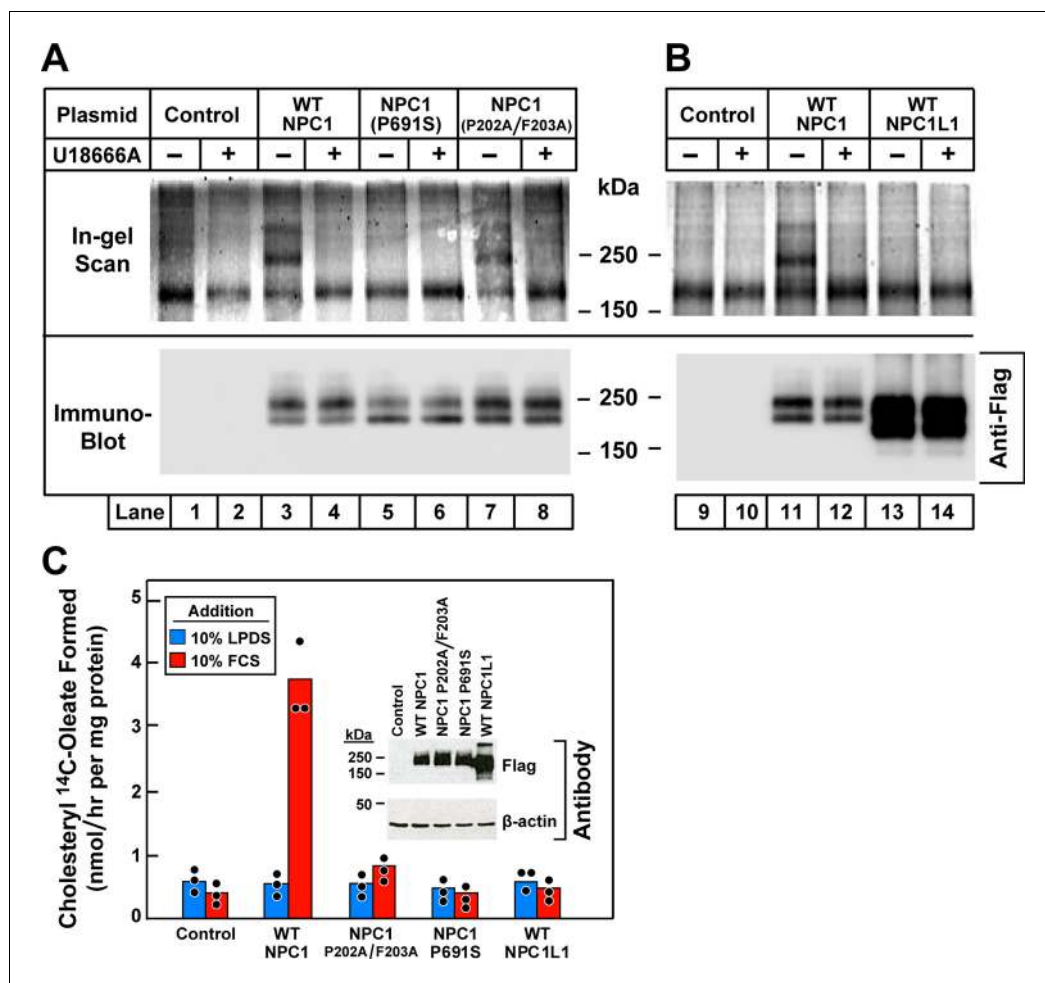 A
B
Plasmid Control WT NPC1 NPC1 (P691S) NPC1 (P202A/F203A) Control WT NPC1 WT NPC1L1
U18666A – + – + – + – + – + – + – +
kDa
In-gel Scan
– 250 –
150 –
Immuno-Blot
– 250 –
– 150 –
Anti-Flag
Lane 1 2 3 4 5 6 7 8 9 10 11 12 13 14
C
Cholesteryl ¹⁴C-Oleate Formed
(nmol/hr per mg protein)
5
4
3
2
1
0
Addition
10% LPDS
10% FCS
Control
WT NPC1
NPC1 P202A/F203A
NPC1 P691S
WT NPC1L1
kDa
250 –
150 –
Flag
50 –
β-actin
Antibody
Control
WT NPC1
NPC1 P202A/F203A
NPC1 P691S
WT NPC1L1